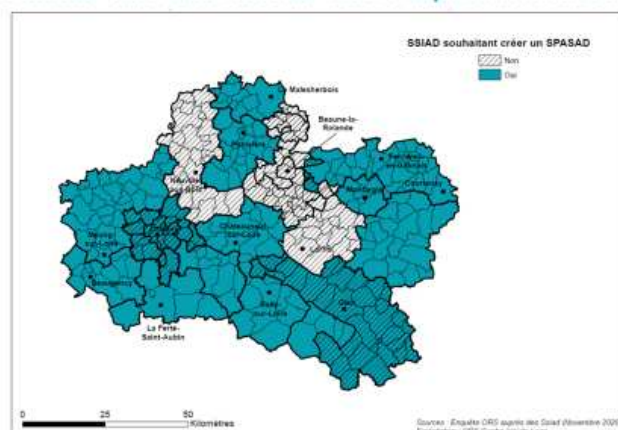 SSIAD souhaitant créer un SPASAD
Non
Oui
Malesherbois
Beaune-la-
Rolande
Pithiviers
Courtenay
Montargis
Lorris
Châteauneuf-
sur-Loire
Meung-
sur-Loire
Beaugency
Gien
Sully-
sur-Loire
La Ferté-
Saint-Aubin
0 25 50
Kilomètres
Sources : Enquête ORS auprès des Ssiad (Novembre 2020)